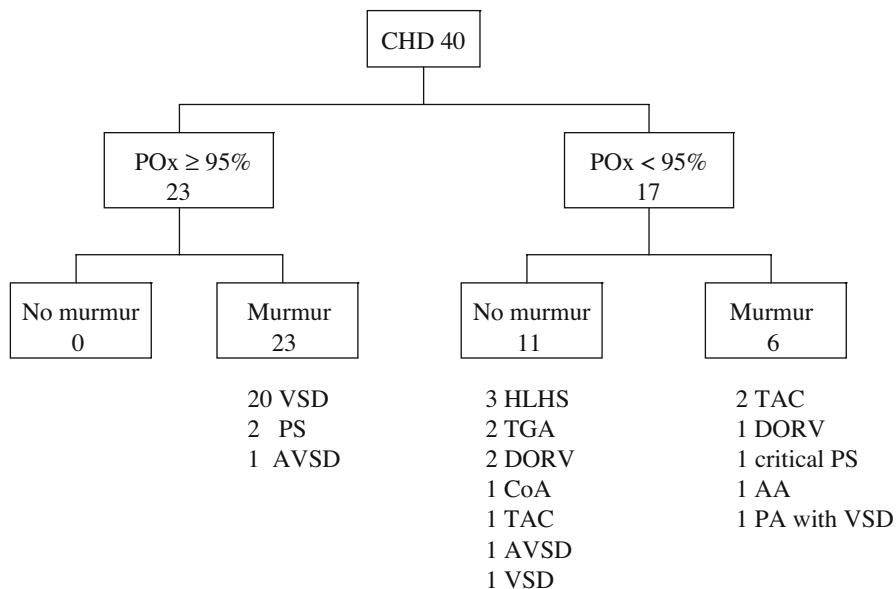 CHD 40
POx ≥ 95%
23
POx < 95%
17
No murmur
0
Murmur
23
No murmur
11
Murmur
6
20 VSD
2 PS
1 AVSD
3 HLHS
2 TGA
2 DORV
1 CoA
1 TAC
1 AVSD
1 VSD
2 TAC
1 DORV
1 critical PS
1 AA
1 PA with VSD